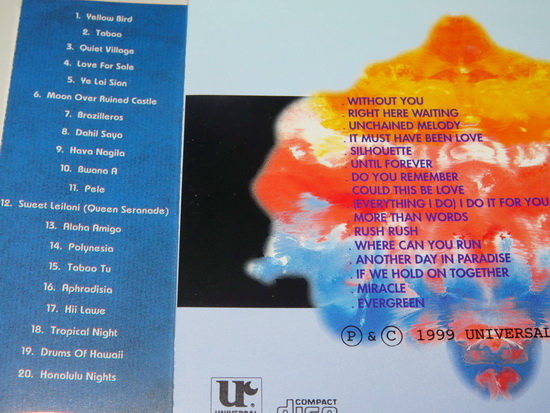 1. Yellow Bird
2. Taboo
3. Quiet Village
4. Love For Sale
5. Ye Lai Sian
6. Moon Over Ruined Castle
7. Brazilleros
8. Dahil Sayo
9. Hava Nagila
10. Bwana A
11. Pele
12. Sweet Leilani (Queen Serenade)
13. Aloha Amigo
14. Polynesia
15. Taboo Tu
16. Aphrodisia
17. Hii Lawe
18. Tropical Night
19. Drums Of Hawaii
20. Honolulu Nights
. WITHOUT YOU
. RIGHT HERE WAITING
. UNCHAINED MELODY
. IT MUST HAVE BEEN LOVE
. SILHOUETTE
. UNTIL FOREVER
. DO YOU REMEMBER
. COULD THIS BE LOVE
. (EVERYTHING I DO) I DO IT FOR YOU
. MORE THAN WORDS
. RUSH RUSH
. WHERE CAN YOU RUN
. ANOTHER DAY IN PARADISE
. IF WE HOLD ON TOGETHER
. MIRACLE
. EVERGREEN
Ⓟ & Ⓒ 1999 UNIVERSAL
ur
UNIVERSAL
COMPACT
disc